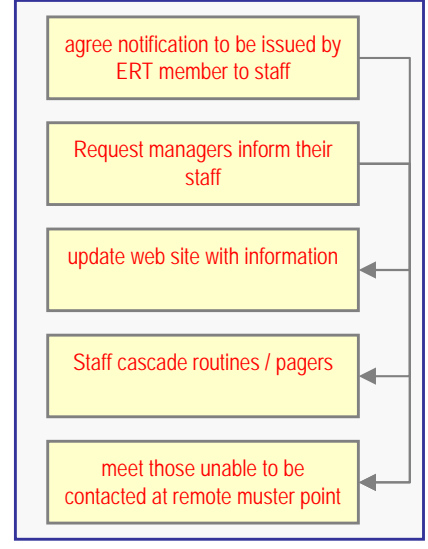 agree notification to be issued by
ERT member to staff
Request managers inform their
staff
update web site with information
Staff cascade routines / pagers
meet those unable to be
contacted at remote muster point